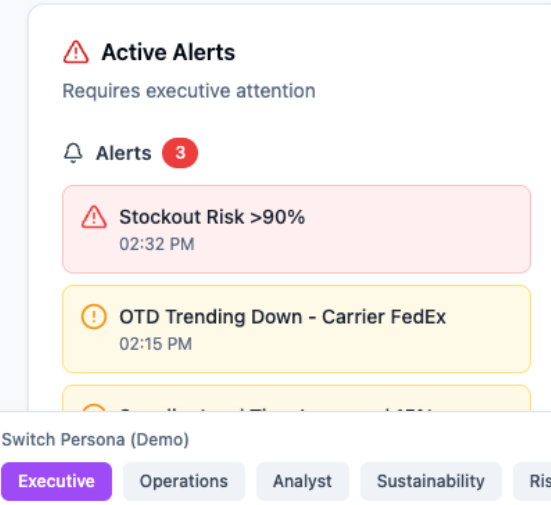 Active Alerts
Requires executive attention
Alerts 3
Stockout Risk >90%
02:32 PM
OTD Trending Down - Carrier FedEx
02:15 PM
Switch Persona (Demo)
Executive Operations Analyst Sustainability